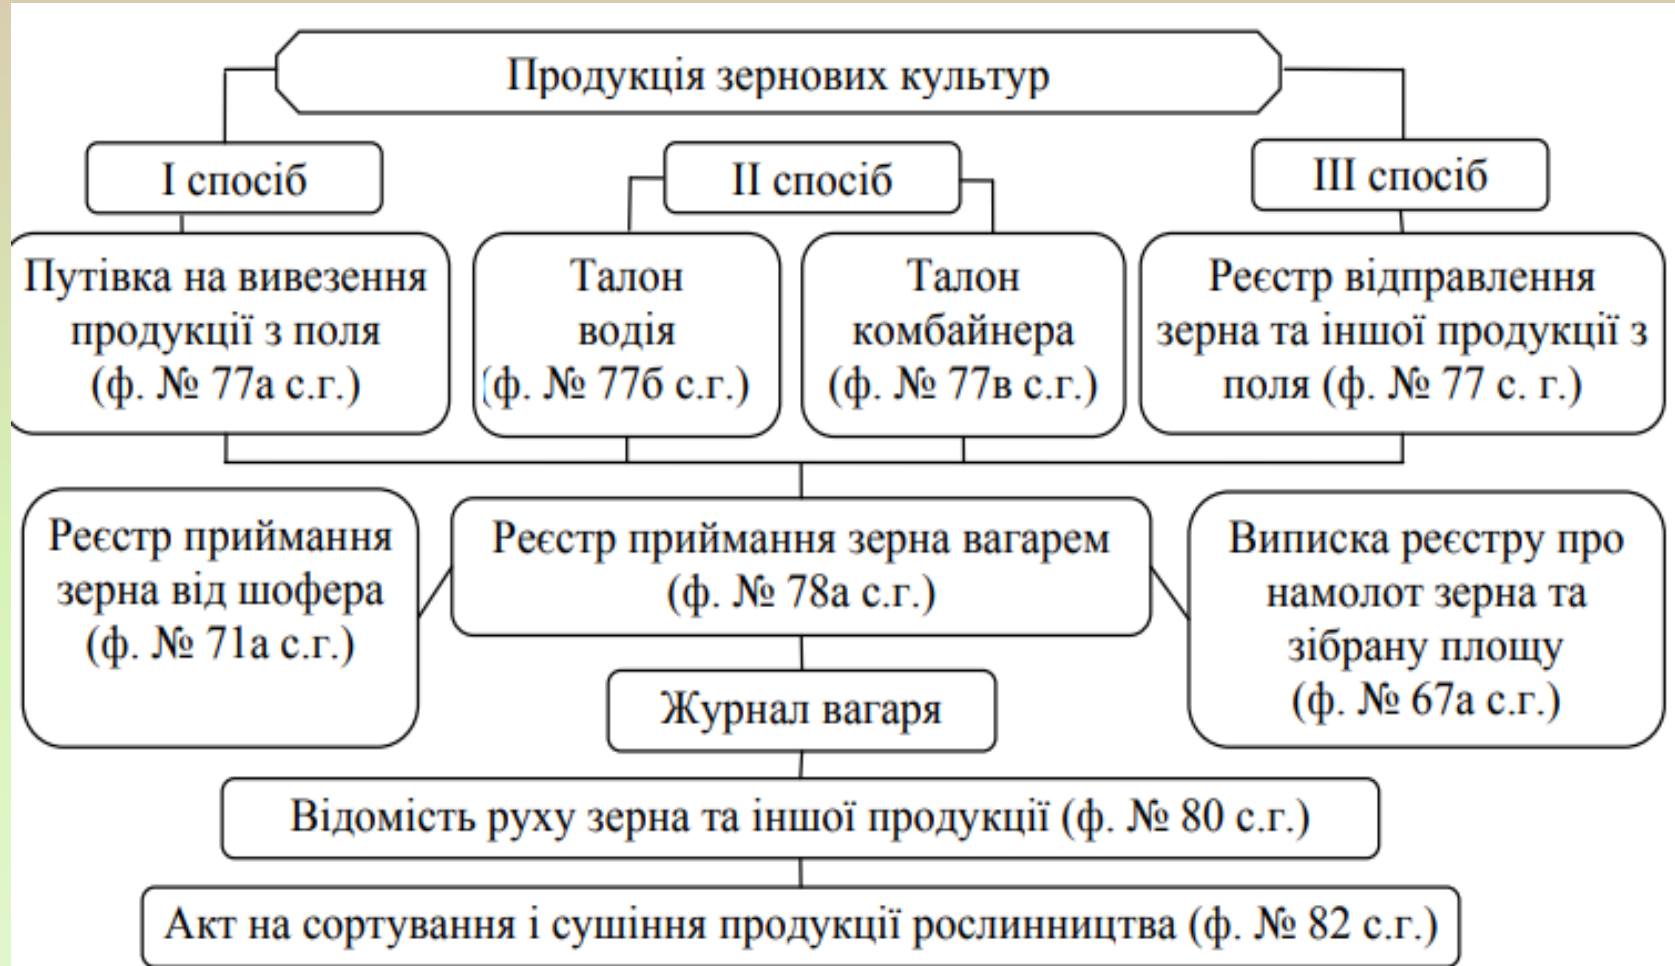 Продукція зернових культур
І спосіб
ІІ спосіб
ІІІ спосіб
Путівка на вивезення
продукції з поля
(ф. № 77а с.г.)
Талон
водія
(ф. № 77б с.г.)
Талон
комбайнера
(ф. № 77в с.г.)
Реєстр відправлення
зерна та іншої продукції з
поля (ф. № 77 с. г.)
Реєстр приймання
зерна від шофера
(ф. № 71а с.г.)
Реєстр приймання зерна вагарем
(ф. № 78а с.г.)
Виписка реєстру про
намолот зерна та
зібрану площу
(ф. № 67а с.г.)
Журнал вагаря
Відомість руху зерна та іншої продукції (ф. № 80 с.г.)
Акт на сортування і сушіння продукції рослинництва (ф. № 82 с.г.)